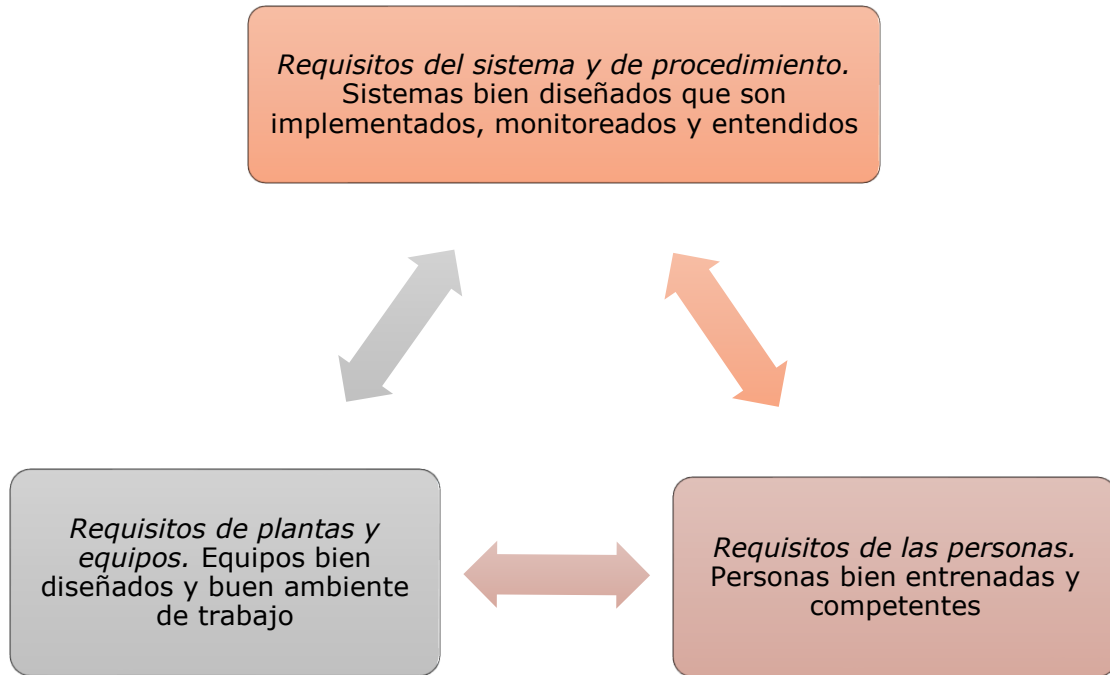 Requisitos del sistema y de procedimiento.
Sistemas bien diseñados que son
implementados, monitoreados y entendidos
Requisitos de plantas y
equipos. Equipos bien
diseñados y buen ambiente
de trabajo
Requisitos de las personas.
Personas bien entrenadas y
competentes